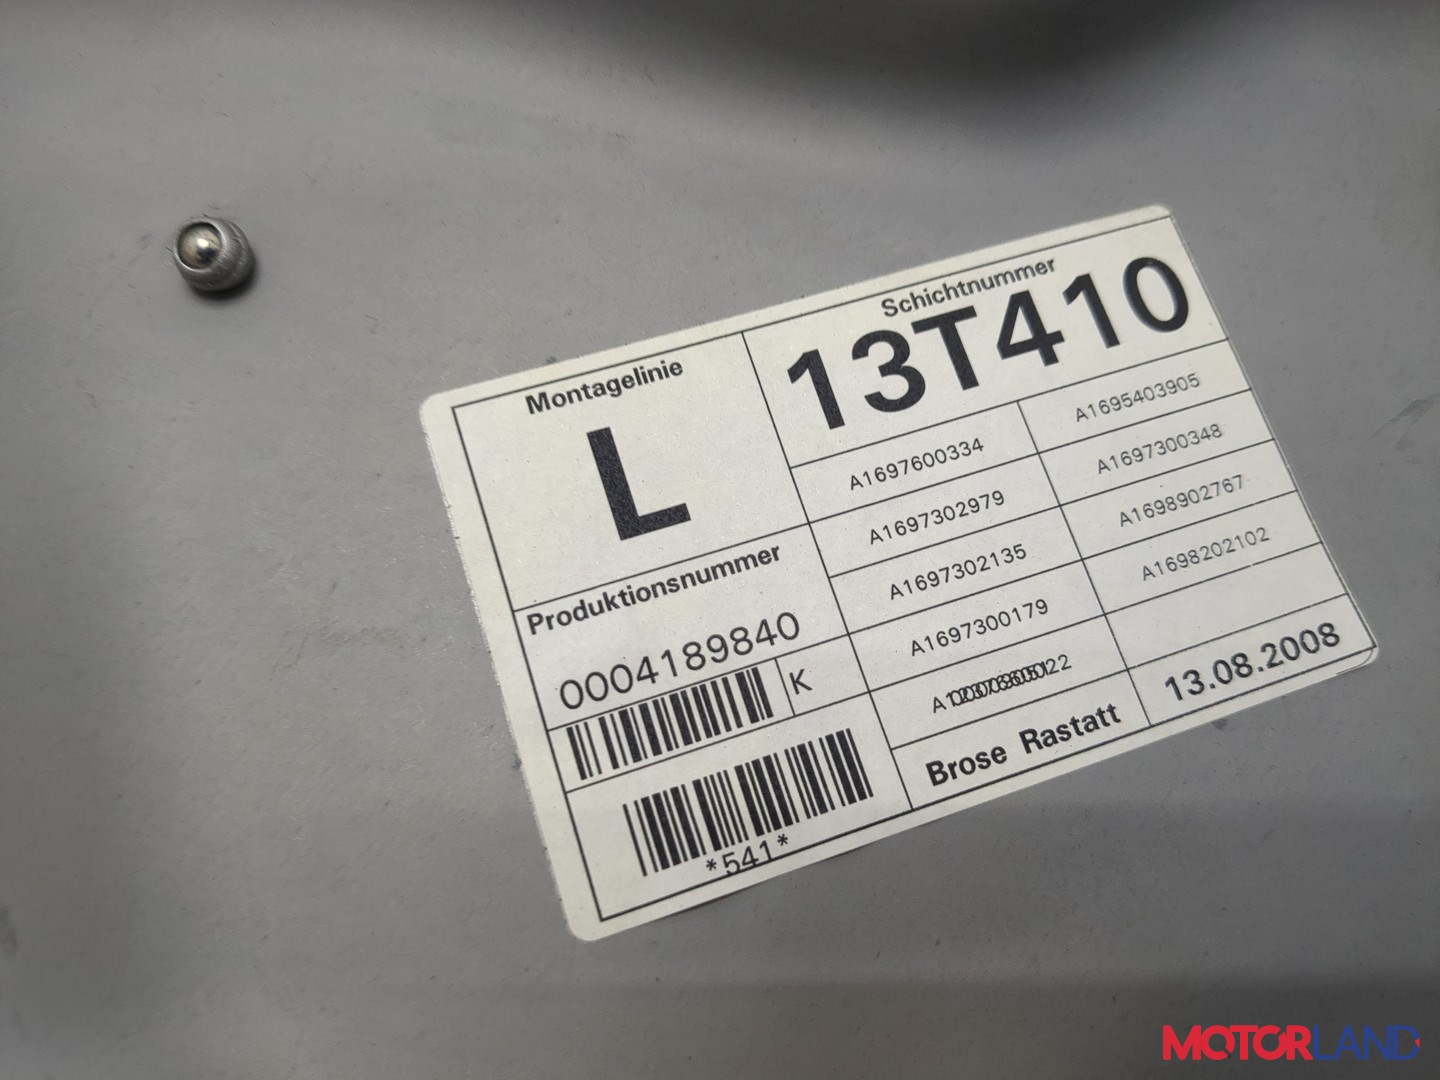 Montagelinie
L
Schichtnummer
13T410
A1697600334
A1695403905
A1697302979
A1697300348
A1697302135
A1698902767
A1697300179
A1698202102
Produktionsnummer
0004189840
K
*541*
Brose Rastatt
13.08.2008
MOTORLAND